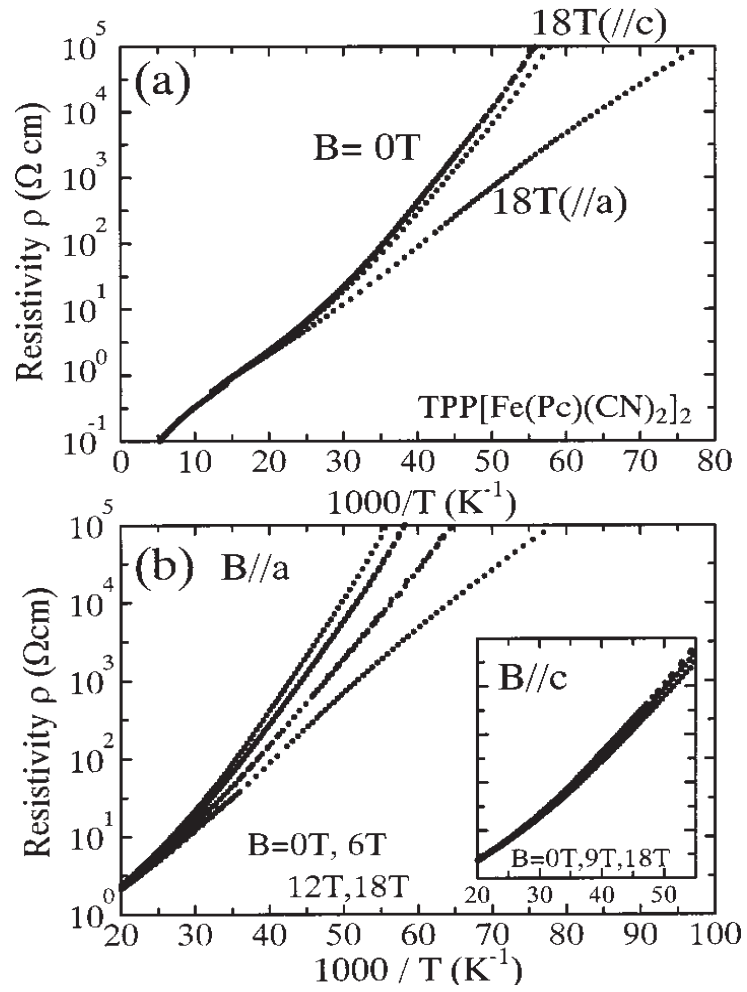 18T(//c)
10^5
(a)
10^4
B= 0T
10^3
18T(//a)
10^2
10^1
10^0
TPP[Fe(Pc)(CN)₂]₂
10^-1
Resistivity ρ (Ω cm)
0 10 20 30 40 50 60 70 80
1000/T (K^-1)
10^5
(b) B//a
10^4
10^3
B//c
10^2
10^1
B=0T, 6T
12T,18T
B=0T,9T,18T
20 30 40 50
10^0
Resistivity ρ (Ωcm)
20 30 40 50 60 70 80 90 100
1000 / T (K^-1)